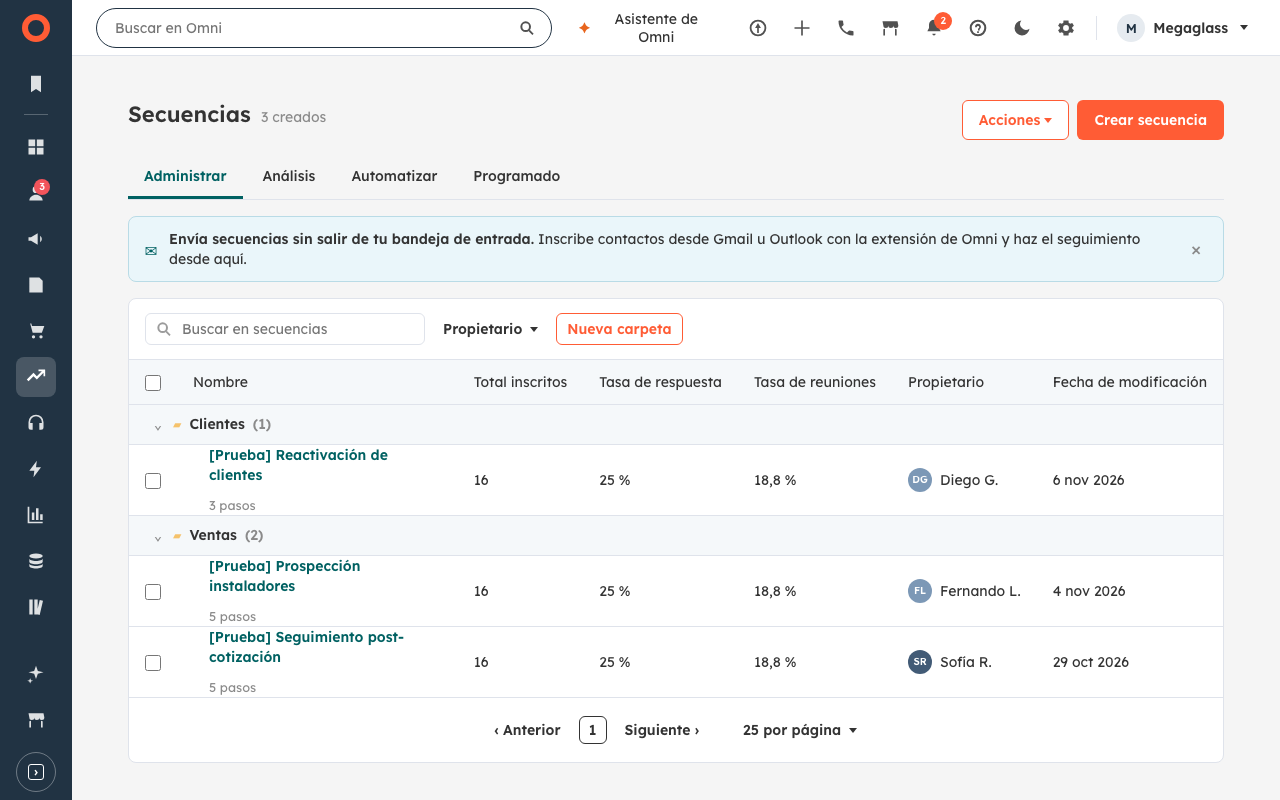 Buscar en Omni
Asistente de
Omni
2
M
Megaglass
3
Secuencias
3 creados
Acciones
Crear secuencia
Administrar
Análisis
Automatizar
Programado
Envía secuencias sin salir de tu bandeja de entrada. Inscribe contactos desde Gmail u Outlook con la extensión de Omni y haz el seguimiento
desde aquí.
Buscar en secuencias
Propietario
Nueva carpeta
Nombre
Total inscritos
Tasa de respuesta
Tasa de reuniones
Propietario
Fecha de modificación
Clientes (1)
[Prueba] Reactivación de
clientes
3 pasos
16
25 %
18,8 %
DG
Diego G.
6 nov 2026
Ventas (2)
[Prueba] Prospección
instaladores
5 pasos
16
25 %
18,8 %
FL
Fernando L.
4 nov 2026
[Prueba] Seguimiento post-
cotización
5 pasos
16
25 %
18,8 %
SR
Sofía R.
29 oct 2026
‹ Anterior
1
Siguiente ›
25 por página